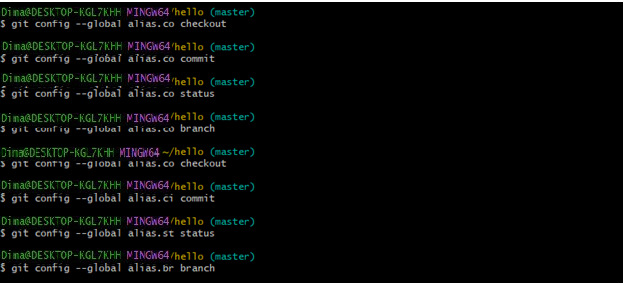 Dima@DESKTOP-KGL7KHH MINGW64/hello (master)
$ git config --global alias.co checkout
Dima@DESKTOP-KGL7KHH MINGW64/hello (master)
$ git config --global alias.co commit
Dima@DESKTOP-KGL7KHH MINGW64/hello (master)
$ git config --global alias.co status
Dima@DESKTOP-KGL7KHH MINGW64/hello (master)
$ git config --global alias.co branch
Dima@DESKTOP-KGL7KHH MINGW64 ~/hello (master)
$ git config --global alias.co checkout
Dima@DESKTOP-KGL7KHH MINGW64/hello (master)
$ git config --global alias.ci commit
Dima@DESKTOP-KGL7KHH MINGW64/hello (master)
$ git config --global alias.st status
Dima@DESKTOP-KGL7KHH MINGW64/hello (master)
$ git config --global alias.br branch